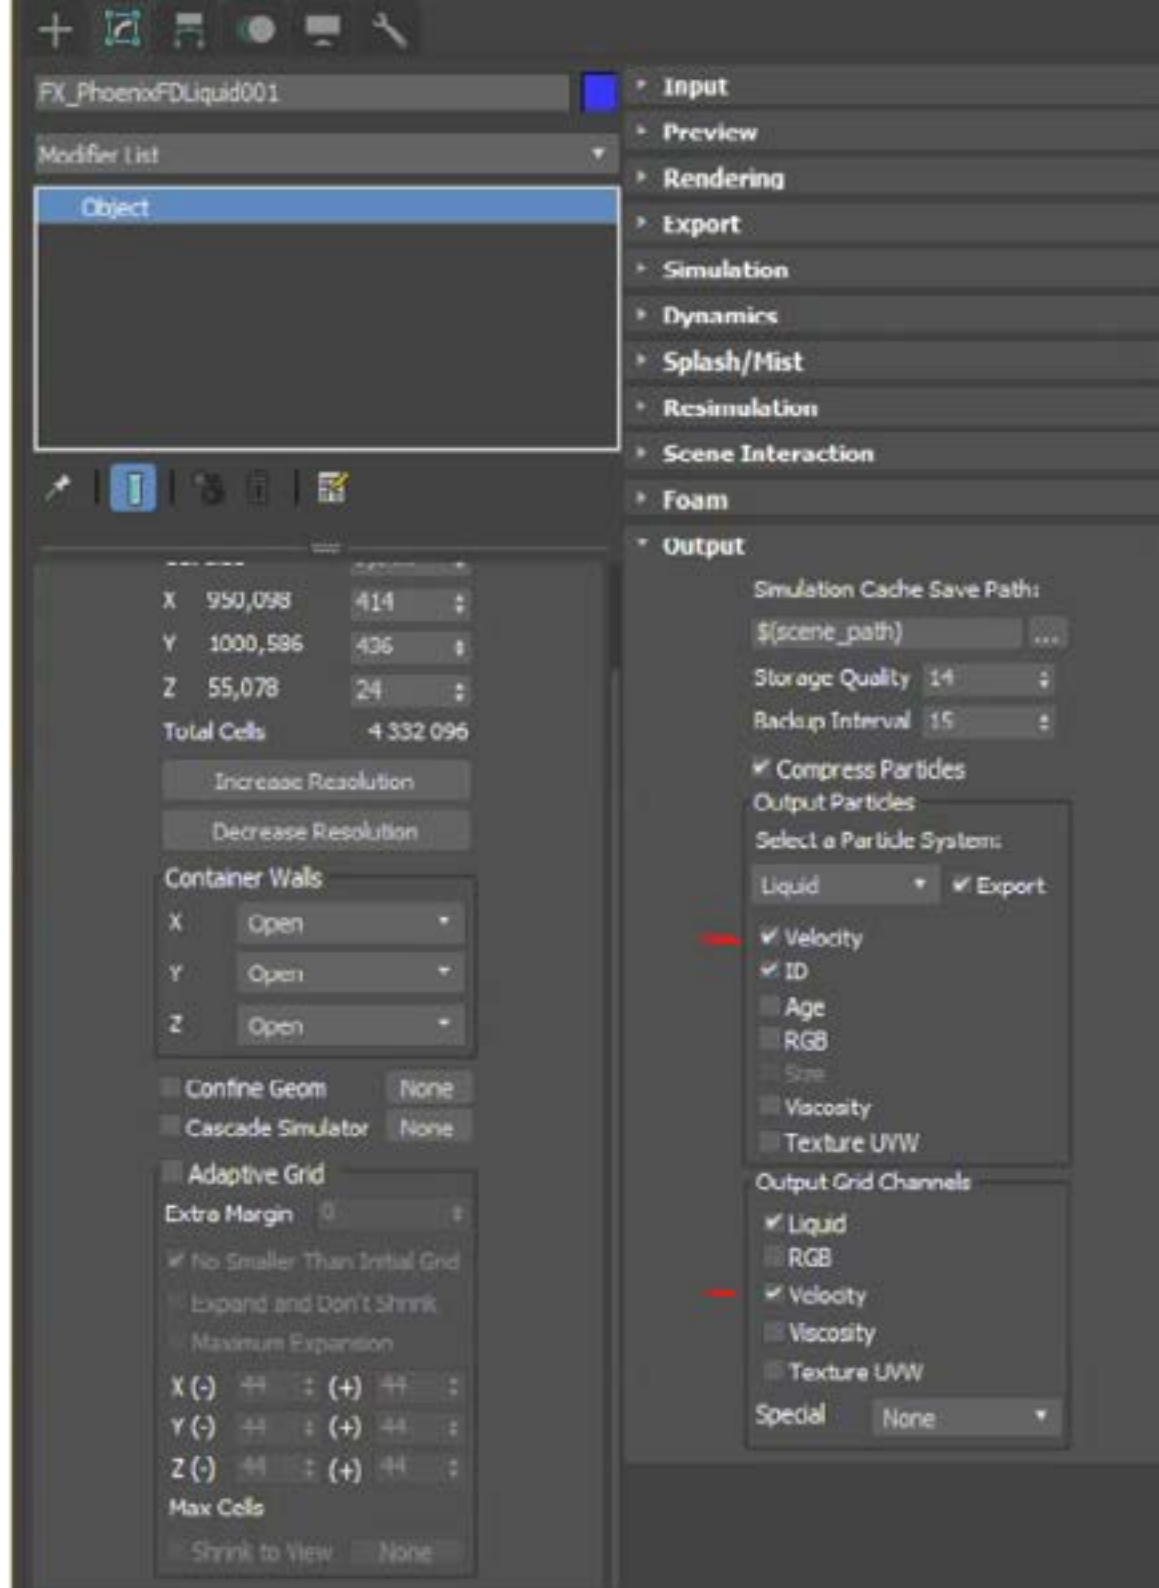 FX_PhoenixFDLiquid001
Modifier List
Object
X 950,098 414
Y 1000,586 436
Z 55,078 24
Total Cells 4 332 096
Increase Resolution
Decrease Resolution
Container Walls
X Open
Y Open
Z Open
Confine Geom None
Cascade Simulator None
Adaptive Grid
Extra Margin 0
No Smaller Than Initial Grid
Expand and Don't Shrink
Maximum Expansion
X (-) 44 (+) 44
Y (-) 44 (+) 44
Z (-) 44 (+) 44
Max Cells
Shrink to View None
Input
Preview
Rendering
Export
Simulation
Dynamics
Splash/Mist
Resimulation
Scene Interaction
Foam
Output
Simulation Cache Save Path:
$(scene_path) ...
Storage Quality 14
Backup Interval 15
Compress Particles
Output Particles
Select a Particle System:
Liquid Export
Velocity
ID
Age
RGB
Size
Viscosity
Texture UVW
Output Grid Channels
Liquid
RGB
Velocity
Viscosity
Texture UVW
Special None